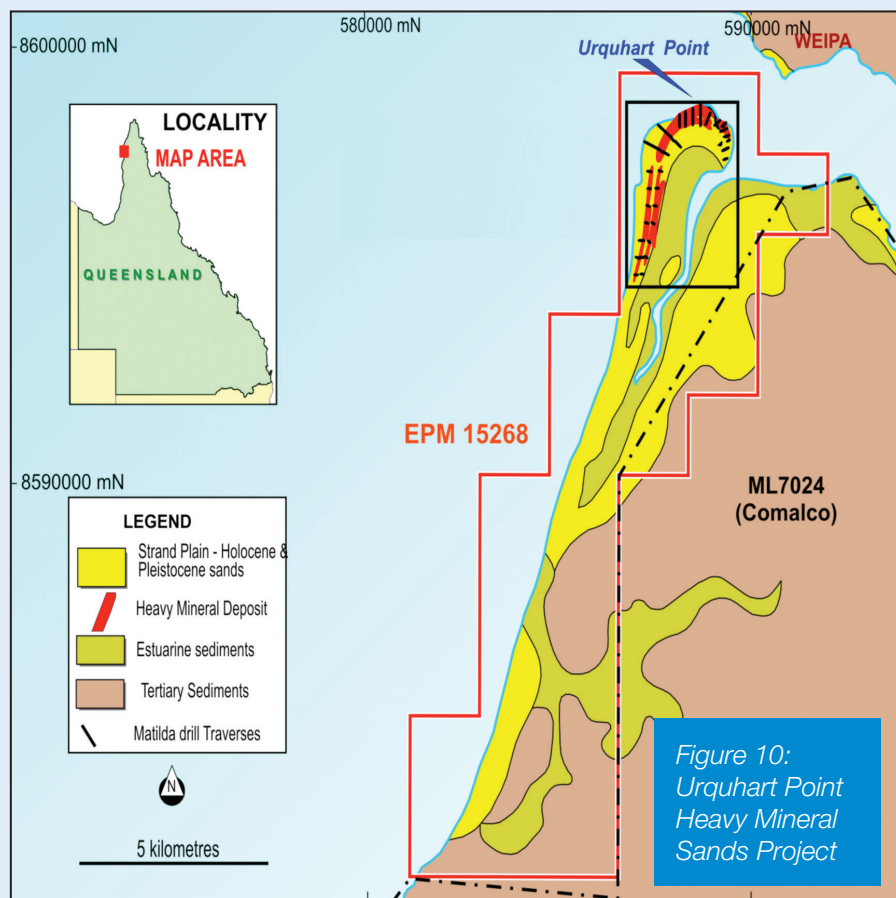 580000 mN
590000 mN
8600000 mN
WEIPA
Urquhart Point
LOCALITY
MAP AREA
QUEENSLAND
EPM 15268
8590000 mN
ML7024
(Comalco)
LEGEND
Strand Plain - Holocene &
Pleistocene sands
Heavy Mineral Deposit
Estuarine sediments
Tertiary Sediments
Matilda drill Traverses
N
5 kilometres
Figure 10:
Urquhart Point
Heavy Mineral
Sands Project